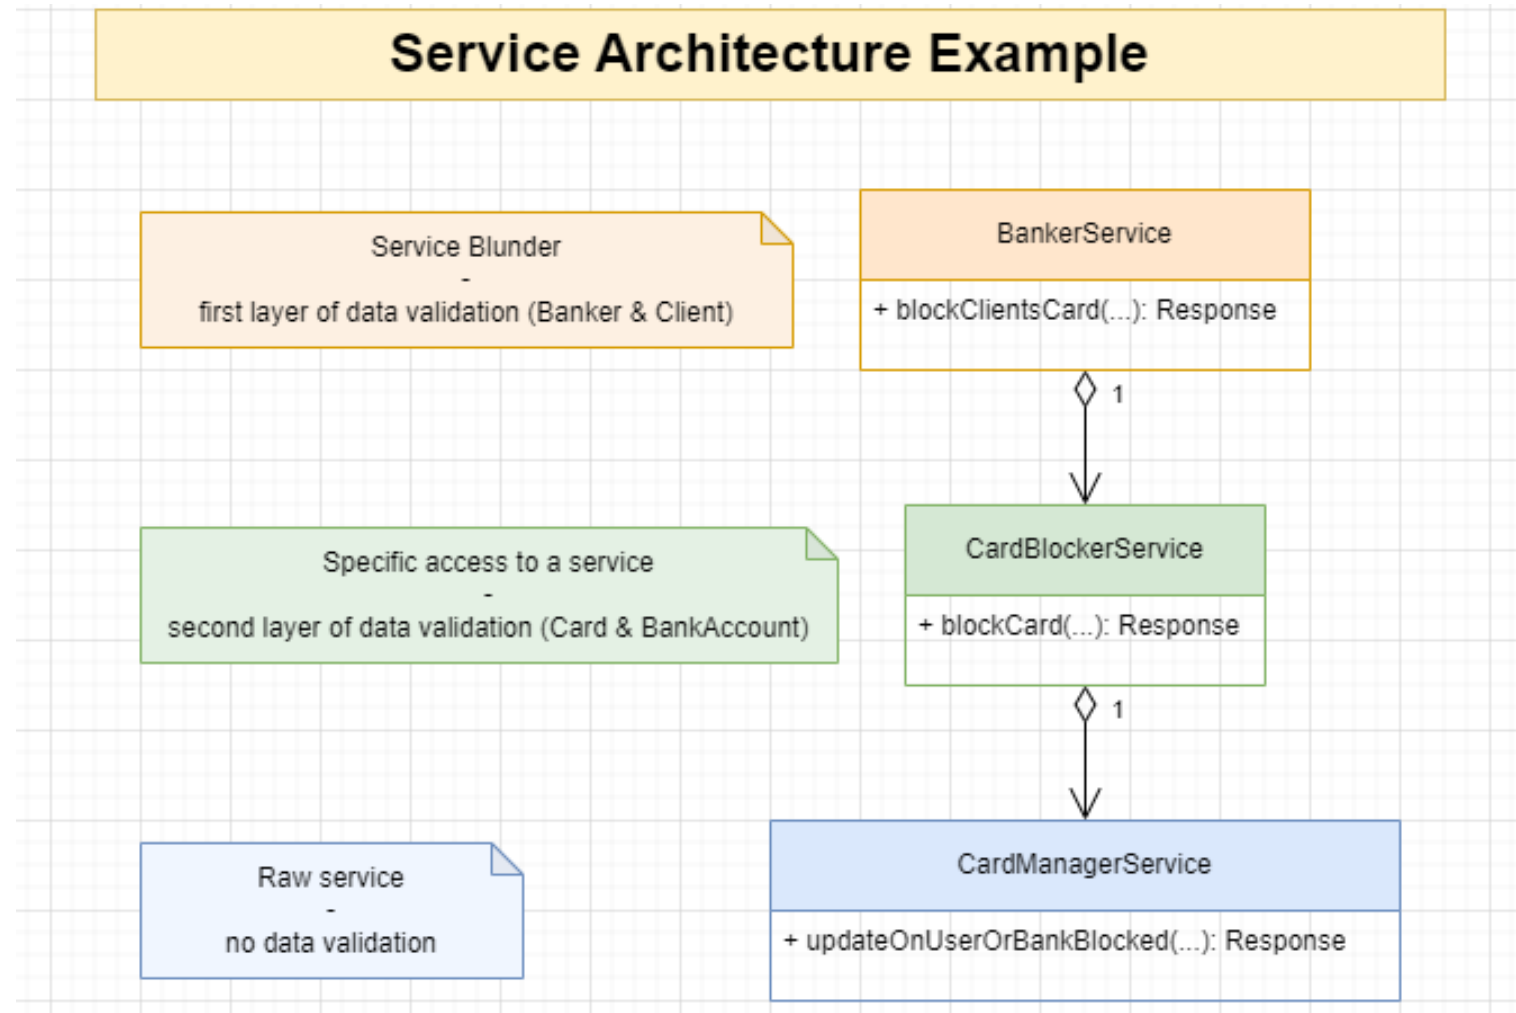 Service Architecture Example
Service Blunder
-
first layer of data validation (Banker & Client)
BankerService
+ blockClientsCard(...): Response
1
Specific access to a service
-
second layer of data validation (Card & BankAccount)
CardBlockerService
+ blockCard(...): Response
1
Raw service
-
no data validation
CardManagerService
+ updateOnUserOrBankBlocked(...): Response